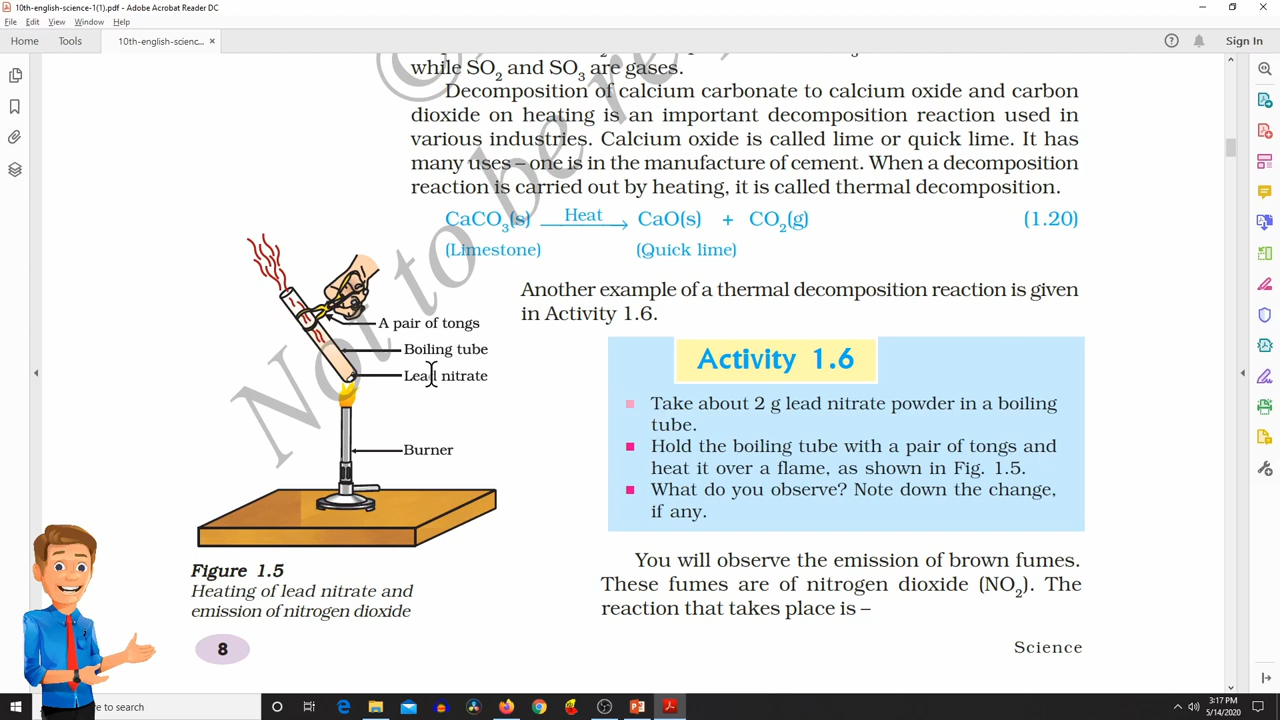 10th-english-science-1(1).pdf - Adobe Acrobat Reader DC
File Edit View Window Help
Home Tools 10th-english-scienc... × Sign In
while SO₂ and SO₃ are gases.
Decomposition of calcium carbonate to calcium oxide and carbon
dioxide on heating is an important decomposition reaction used in
various industries. Calcium oxide is called lime or quick lime. It has
many uses – one is in the manufacture of cement. When a decomposition
reaction is carried out by heating, it is called thermal decomposition.
CaCO₃(s) Heat→ CaO(s) + CO₂(g) (1.20)
(Limestone) (Quick lime)
Another example of a thermal decomposition reaction is given
in Activity 1.6.
A pair of tongs
Boiling tube
Lead nitrate
Burner
Figure 1.5
Heating of lead nitrate and
emission of nitrogen dioxide
8
Activity 1.6
Take about 2 g lead nitrate powder in a boiling
tube.
Hold the boiling tube with a pair of tongs and
heat it over a flame, as shown in Fig. 1.5.
What do you observe? Note down the change,
if any.
You will observe the emission of brown fumes.
These fumes are of nitrogen dioxide (NO₂). The
reaction that takes place is –
Science
©
Not to be re
e to search
3:17 PM
5/14/2020